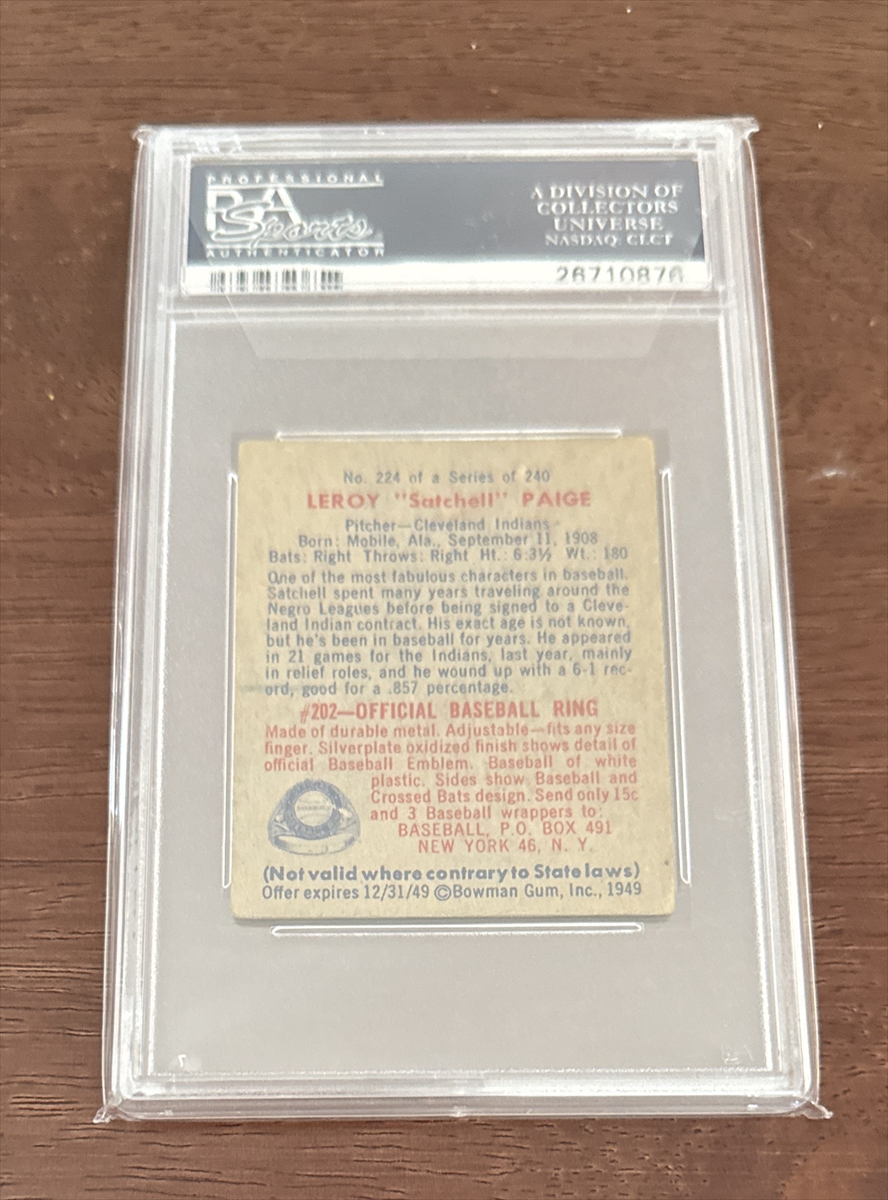 PROFESSIONAL
PSA
Sports
AUTHENTICATOR
A DIVISION OF
COLLECTORS
UNIVERSE
NASDAQ: CLCT
26710876
No. 224 of a Series of 240
LEROY "Satchell" PAIGE
Pitcher—Cleveland Indians
Born: Mobile, Ala., September 11, 1908
Bats: Right Throws: Right Ht.: 6:3½ Wt.: 180
One of the most fabulous characters in baseball.
Satchell spent many years traveling around the
Negro Leagues before being signed to a Cleve-
land Indian contract. His exact age is not known,
but he's been in baseball for years. He appeared
in 21 games for the Indians, last year, mainly
in relief roles, and he wound up with a 6-1 rec-
ord, good for a .857 percentage.
#202—OFFICIAL BASEBALL RING
Made of durable metal. Adjustable—fits any size
finger. Silverplate oxidized finish shows detail of
official Baseball Emblem. Baseball of white
plastic. Sides show Baseball and
Crossed Bats design. Send only 15c
and 3 Baseball wrappers to:
BASEBALL, P.O. BOX 491
NEW YORK 46, N. Y.
(Not valid where contrary to State laws)
Offer expires 12/31/49 ©Bowman Gum, Inc., 1949